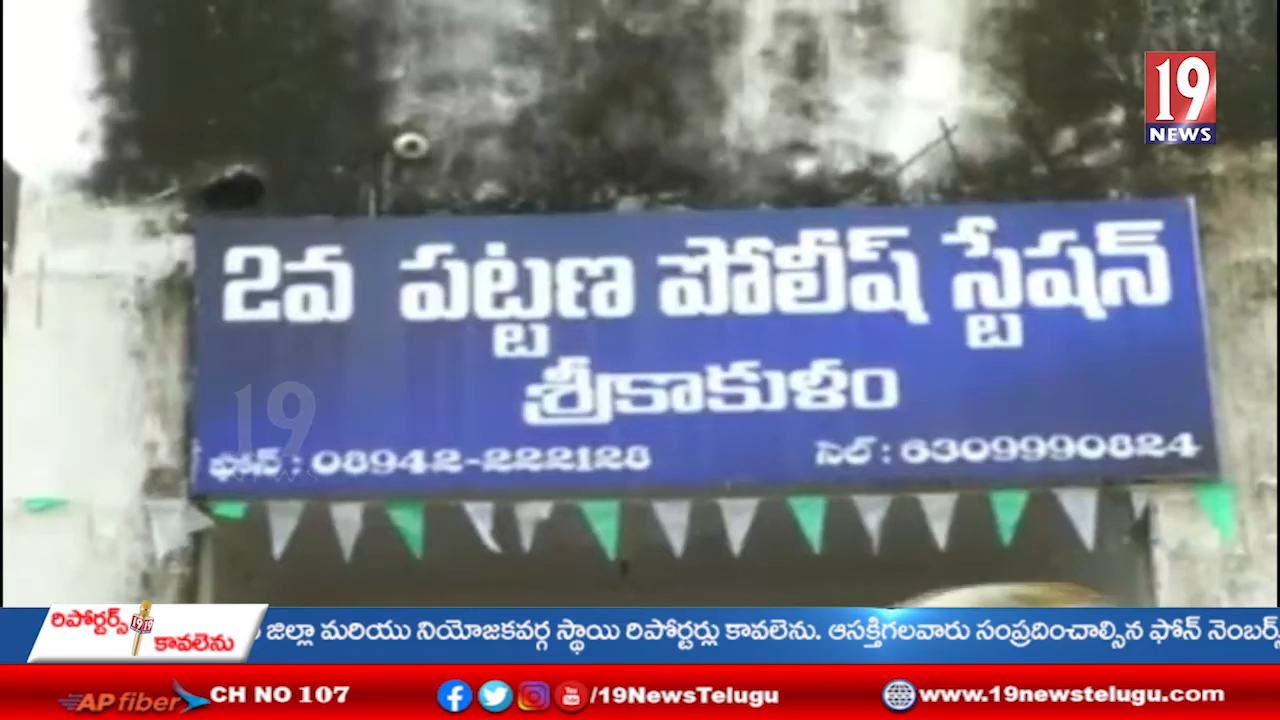 19
NEWS
2వ పట్టణ పోలీష్ స్టేషన్
శ్రీకాకుళం
19
ఫోన్ : 08942-222128
సెల్ : 6309990824
రిపోర్టర్స్
కావలెను
జిల్లా మరియు నియోజకవర్గ స్థాయి రిపోర్టర్లు కావలెను. ఆసక్తిగలవారు సంప్రదించాల్సిన ఫోన్ నెంబర్స్
AP fiber CH NO 107 /19NewsTelugu www.19newstelugu.com